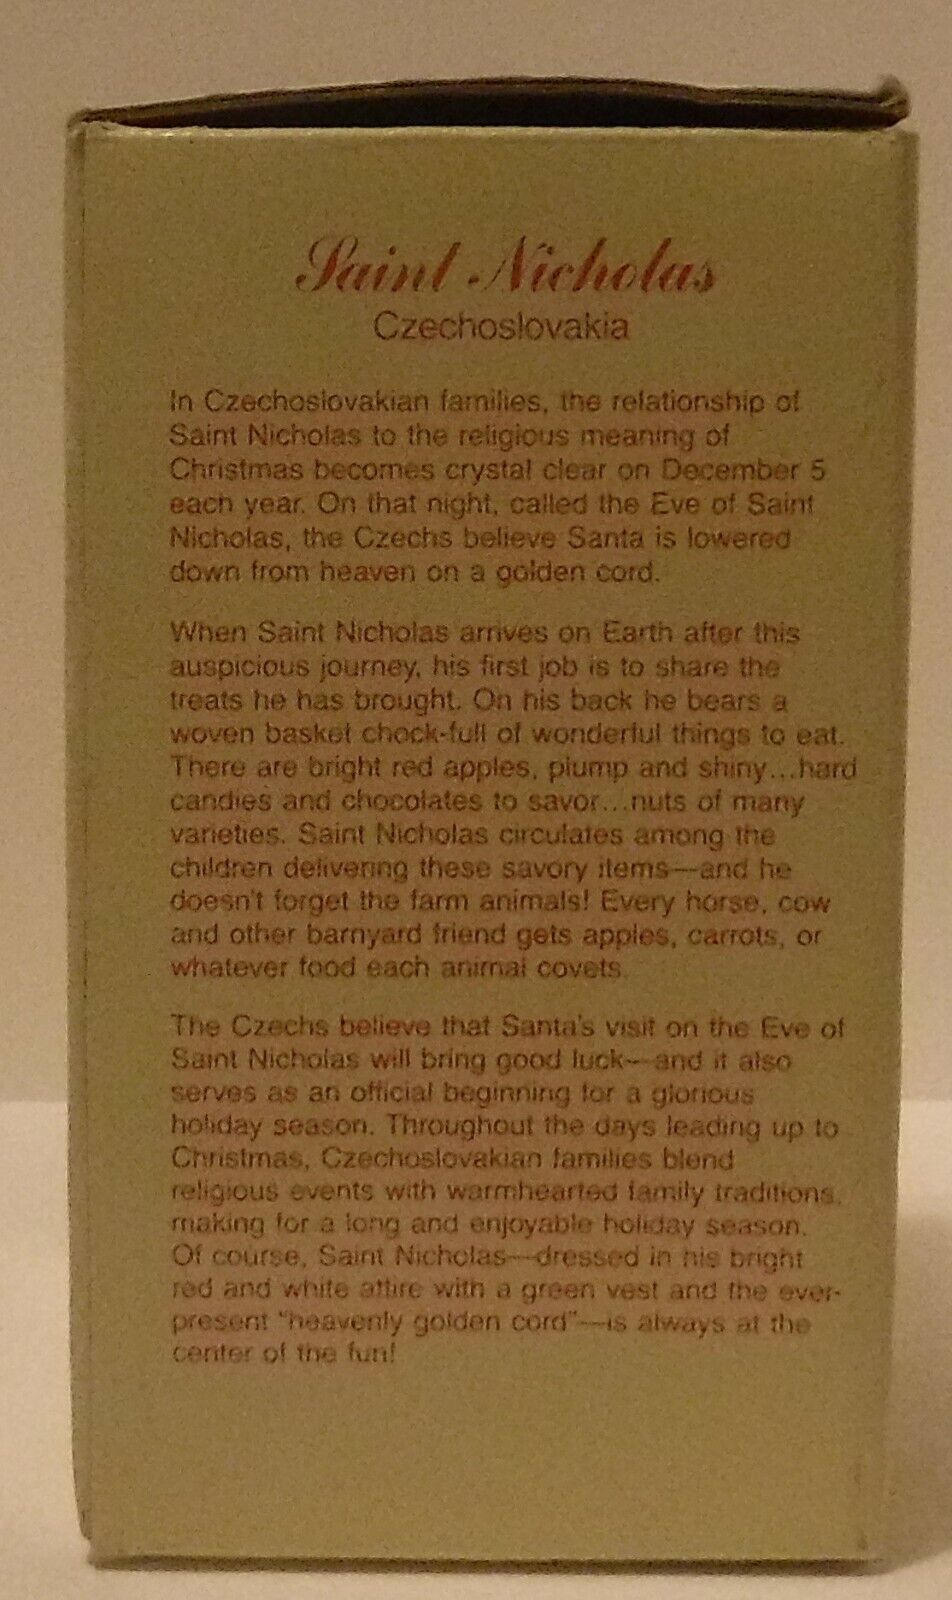 Saint Nicholas
Czechoslovakia
In Czechoslovakian families, the relationship of
Saint Nicholas to the religious meaning of
Christmas becomes crystal clear on December 5
each year. On that night, called the Eve of Saint
Nicholas, the Czechs believe Santa is lowered
down from heaven on a golden cord.
When Saint Nicholas arrives on Earth after this
auspicious journey, his first job is to share the
treats he has brought. On his back he bears a
woven basket chock-full of wonderful things to eat.
There are bright red apples, plump and shiny...hard
candies and chocolates to savor...nuts of many
varieties. Saint Nicholas circulates among the
children delivering these savory items—and he
doesn't forget the farm animals! Every horse, cow
and other barnyard friend gets apples, carrots, or
whatever food each animal covets.
The Czechs believe that Santa's visit on the Eve of
Saint Nicholas will bring good luck—and it also
serves as an official beginning for a glorious
holiday season. Throughout the days leading up to
Christmas, Czechoslovakian families blend
religious events with warmhearted family traditions,
making for a long and enjoyable holiday season.
Of course, Saint Nicholas—dressed in his bright
red and white attire with a green vest and the ever-
present "heavenly golden cord"—is always at the
center of the fun!